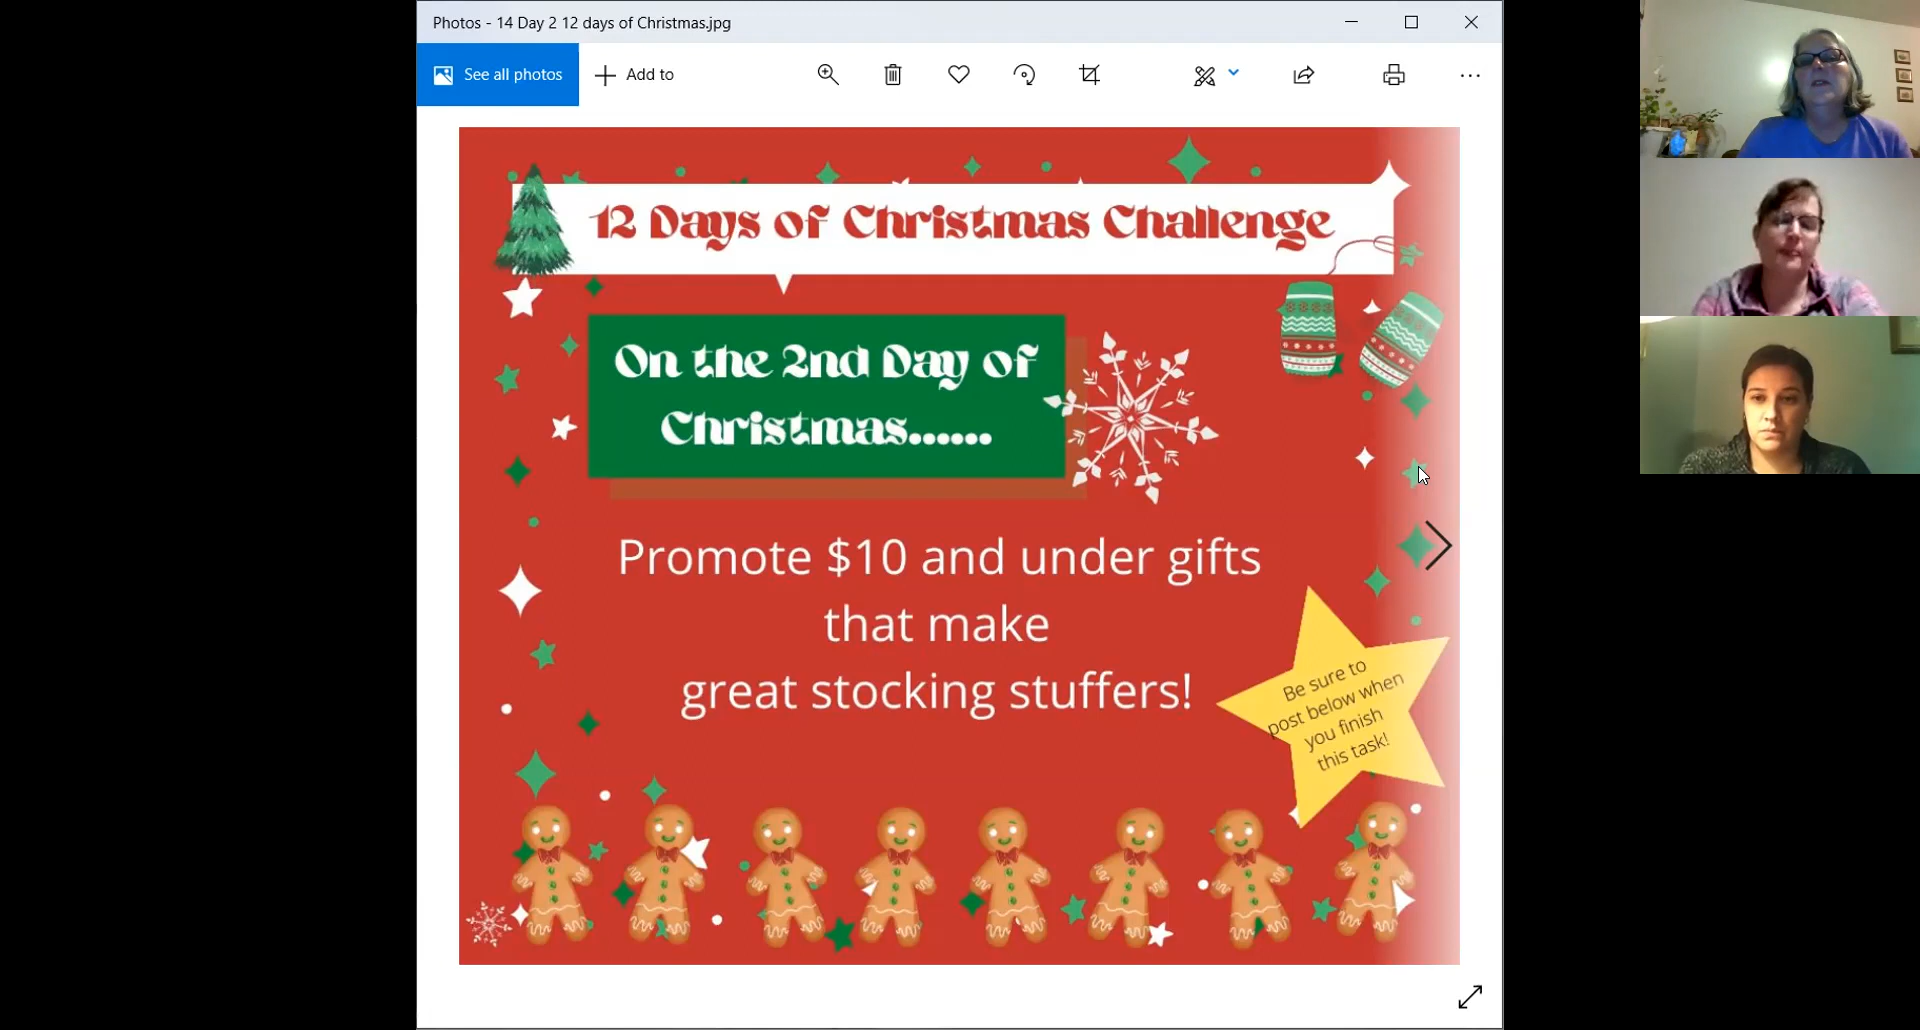 Photos - 14 Day 2 12 days of Christmas.jpg
See all photos
Add to
12 Days of Christmas Challenge
On the 2nd Day of
Christmas......
Promote $10 and under gifts
that make
great stocking stuffers!
Be sure to
post below when
you finish
this task!